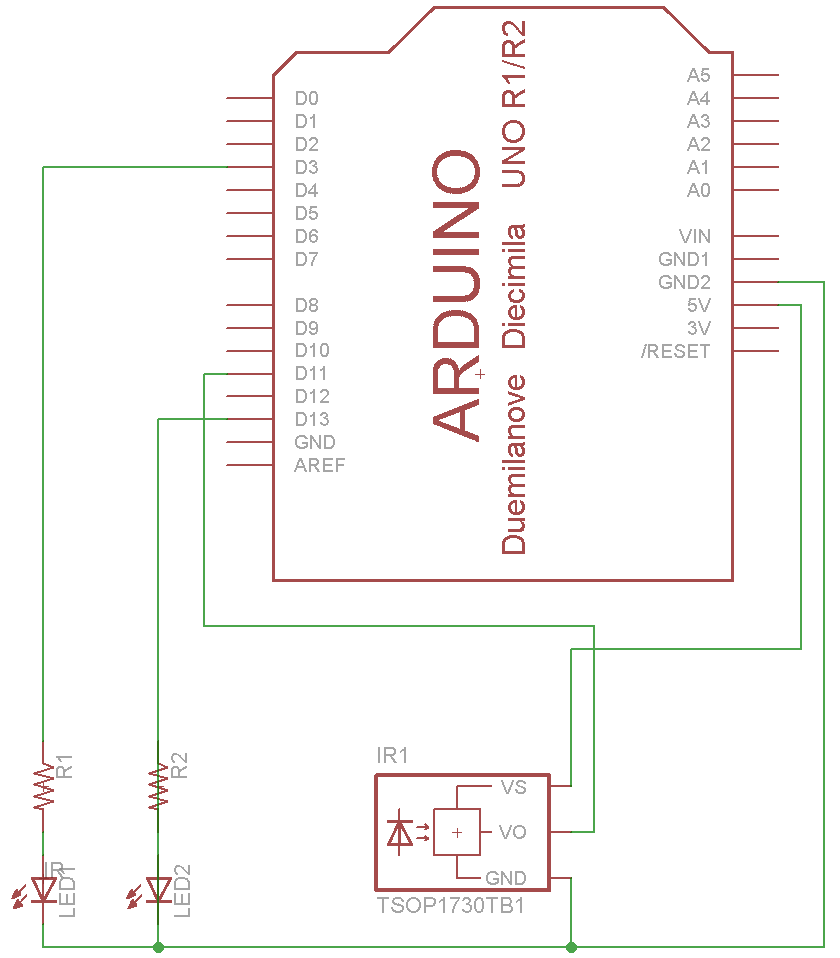 ARDUINO
Duemilanove Diecimila UNO R1/R2
D0
D1
D2
D3
D4
D5
D6
D7
D8
D9
D10
D11
D12
D13
GND
AREF
A5
A4
A3
A2
A1
A0
VIN
GND1
GND2
5V
3V
/RESET
R1
R2
IR
LED1
LED2
IR1
VS
VO
GND
TSOP1730TB1